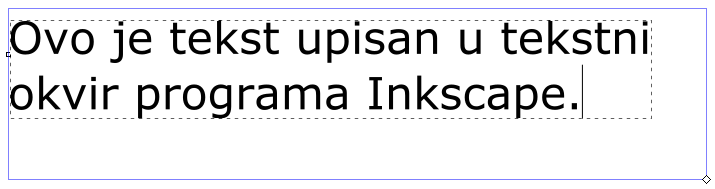 Ovo je tekst upisan u tekstni
okvir programa Inkscape.